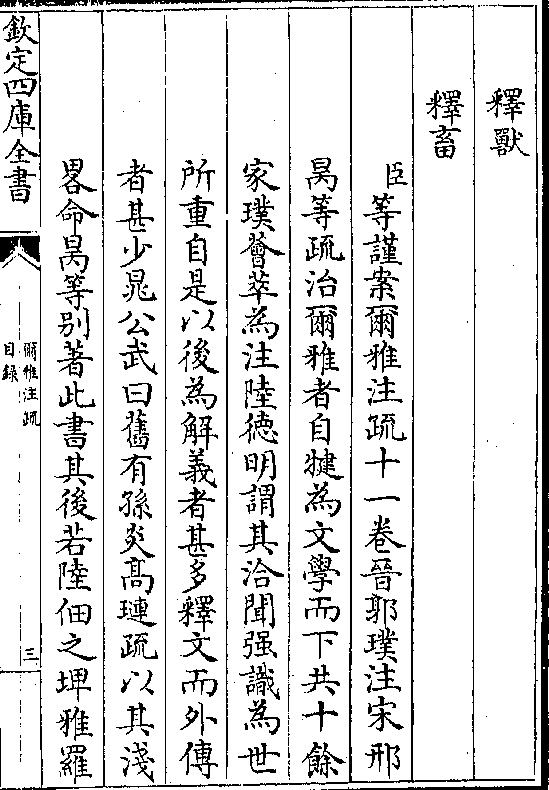 釋獸
釋畜
臣等謹案爾雅注疏十一卷晉郭璞注宋邢
昺等疏治爾雅者自犍為文學而下共十餘
家璞薈萃為注陸德明謂其洽聞强識為世
所重自是以後為解義者甚多釋文而外傳
者甚少晁公武曰舊有孫炎高璉疏以其淺
畧命昺等别著此書其後若陸佃之埤雅羅
欽定四庫全書
爾雅注疏
目錄
三